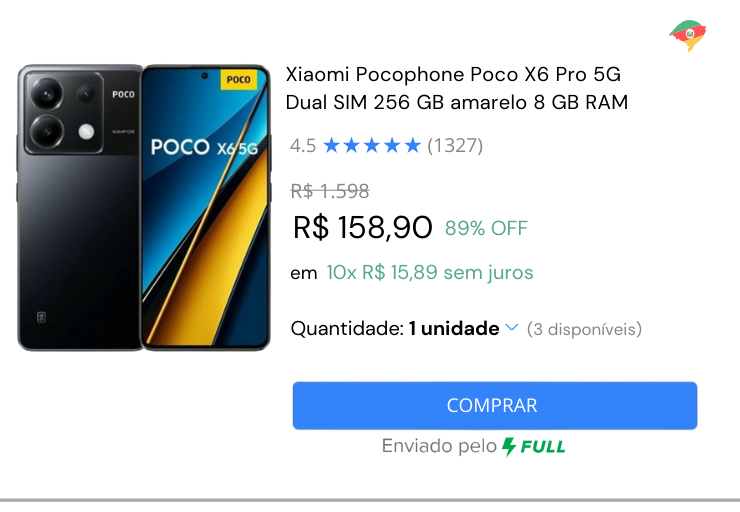 Xiaomi Pocophone Poco X6 Pro 5G
Dual SIM 256 GB amarelo 8 GB RAM
4.5 ★★★★★ (1327)
R$ 1.598
R$ 158,90 89% OFF
em 10x R$ 15,89 sem juros
Quantidade: 1 unidade (3 disponíveis)
COMPRAR
Enviado pelo FULL
POCO
POCO
POCO X6 5G